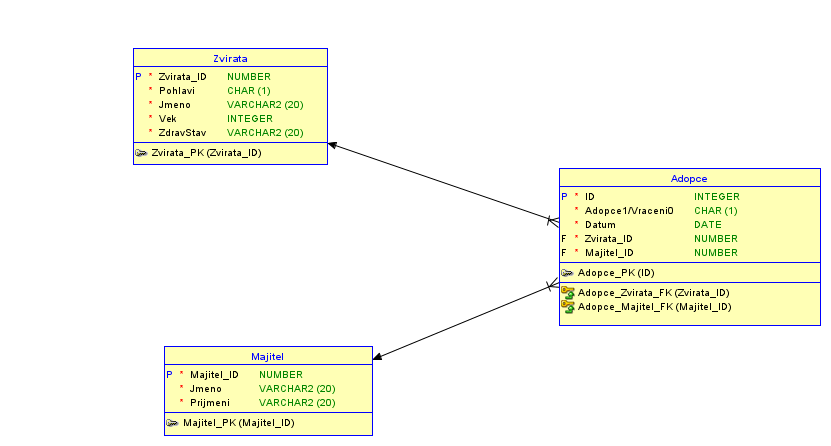 Zvirata
P * Zvirata_ID NUMBER
* Pohlavi CHAR (1)
* Jmeno VARCHAR2 (20)
* Vek INTEGER
* ZdravStav VARCHAR2 (20)
Zvirata_PK (Zvirata_ID)
Adopce
P * ID INTEGER
* Adopce1/Vraceni0 CHAR (1)
* Datum DATE
F * Zvirata_ID NUMBER
F * Majitel_ID NUMBER
Adopce_PK (ID)
Adopce_Zvirata_FK (Zvirata_ID)
Adopce_Majitel_FK (Majitel_ID)
Majitel
P * Majitel_ID NUMBER
* Jmeno VARCHAR2 (20)
* Prijmeni VARCHAR2 (20)
Majitel_PK (Majitel_ID)